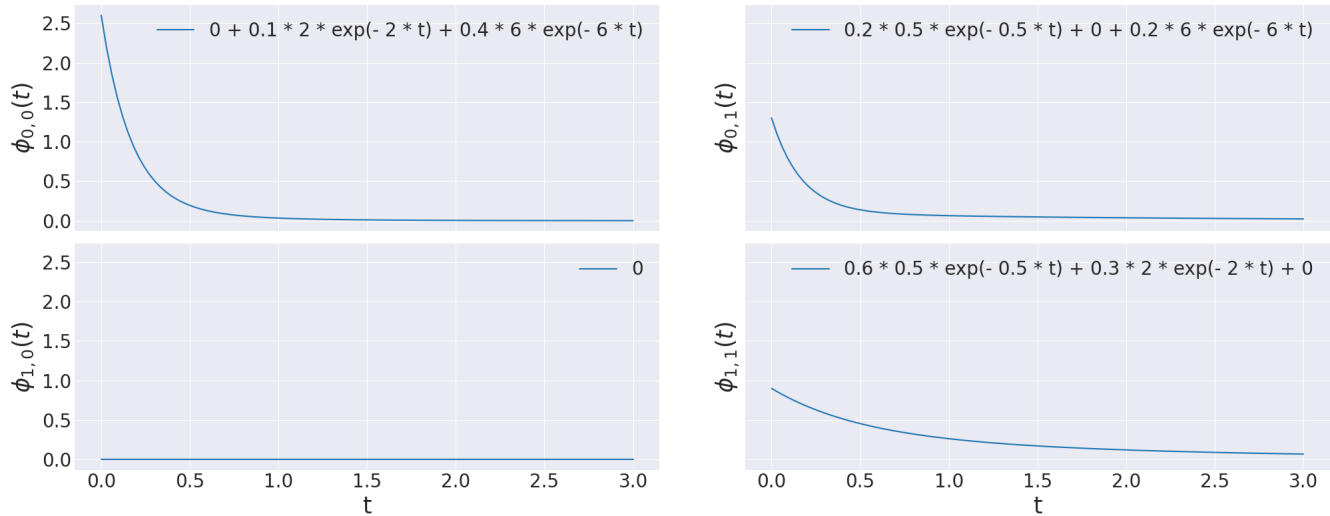 2.5
2.0
1.5
1.0
0.5
0.0
ϕ0,0(t)
0 + 0.1 * 2 * exp(- 2 * t) + 0.4 * 6 * exp(- 6 * t)
ϕ0,1(t)
0.2 * 0.5 * exp(- 0.5 * t) + 0 + 0.2 * 6 * exp(- 6 * t)
2.5
2.0
1.5
1.0
0.5
0.0
ϕ1,0(t)
0
0.0 0.5 1.0 1.5 2.0 2.5 3.0
t
ϕ1,1(t)
0.6 * 0.5 * exp(- 0.5 * t) + 0.3 * 2 * exp(- 2 * t) + 0
0.0 0.5 1.0 1.5 2.0 2.5 3.0
t